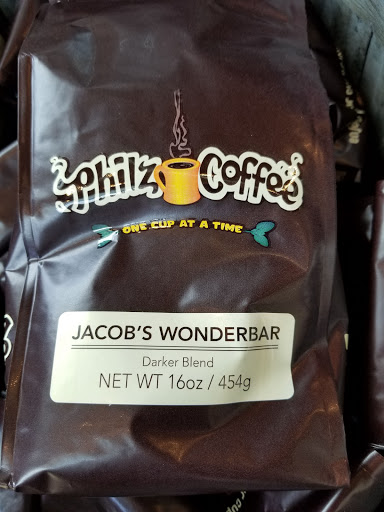 Philz Coffee
ONE CUP AT A TIME
JACOB'S WONDERBAR
Darker Blend
NET WT 16oz / 454g